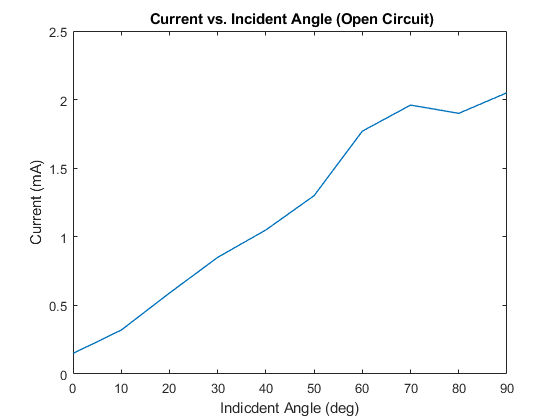 Current vs. Incident Angle (Open Circuit)
2.5
2
1.5
1
0.5
0
Current (mA)
0 10 20 30 40 50 60 70 80 90
Indicdent Angle (deg)